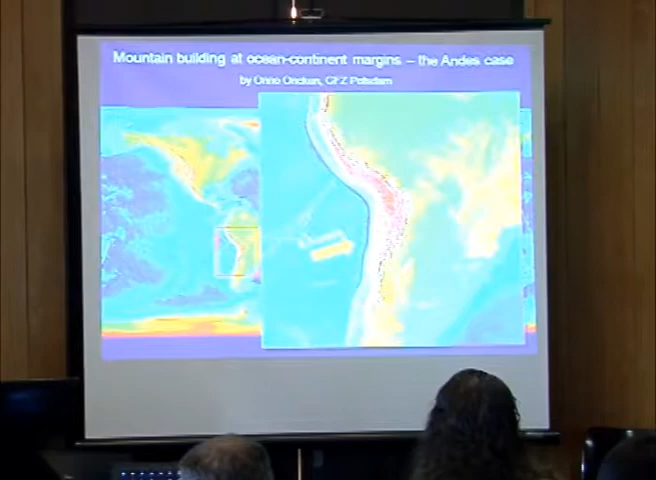 Mountain building at ocean-continent margins – the Andes case
by Onno Oncken, GFZ Potsdam